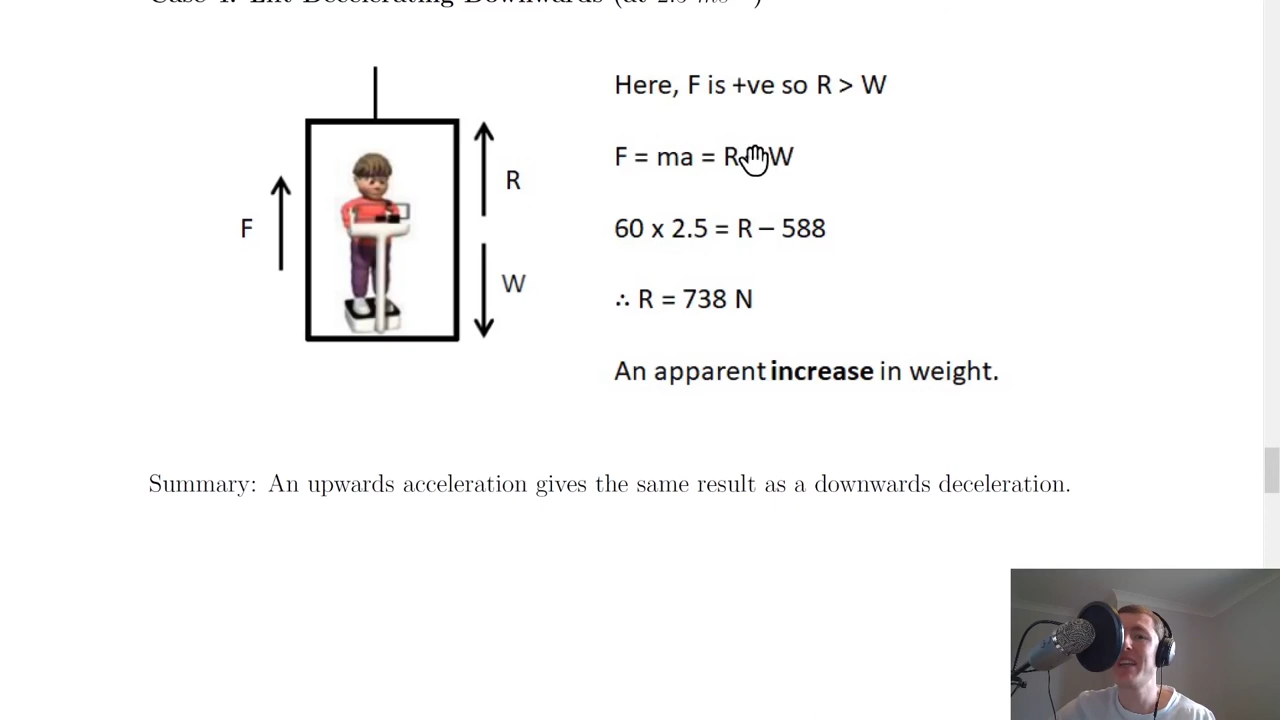 Here, F is +ve so R > W
F = ma = R W
60 x 2.5 = R – 588
∴ R = 738 N
An apparent increase in weight.
F
R
W
Summary: An upwards acceleration gives the same result as a downwards deceleration.